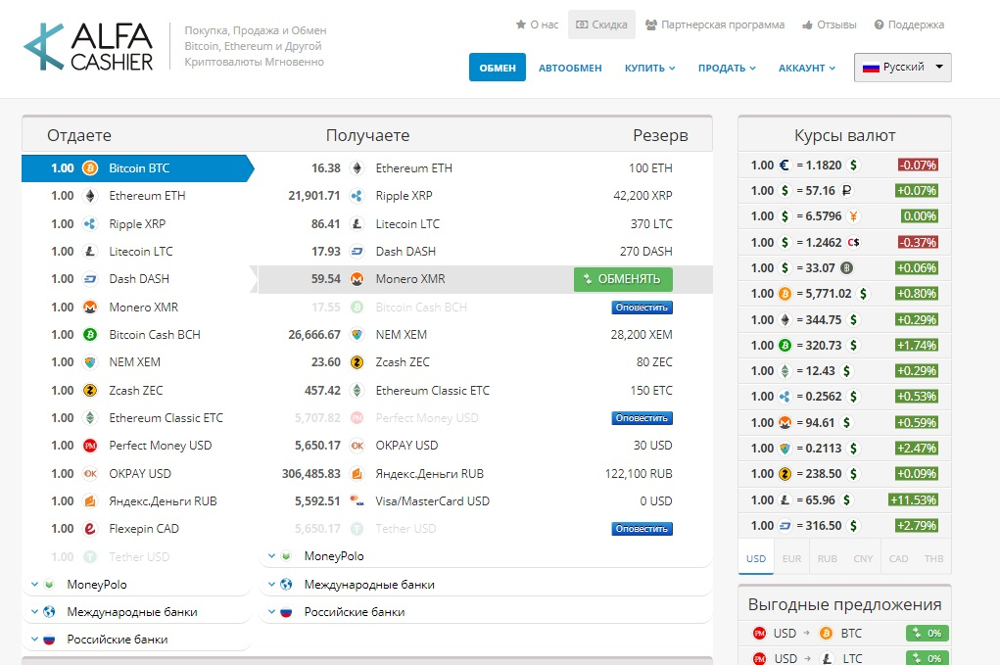 ALFA
CASHIER
Покупка, Продажа и Обмен
Bitcoin, Ethereum и Другой
Криптовалюты Мгновенно
О нас Скидка Партнерская программа Отзывы Поддержка
ОБМЕН АВТООБМЕН КУПИТЬ ПРОДАТЬ АККАУНТ Русский
Отдаете Получаете Резерв
1.00 Bitcoin BTC 16.38 Ethereum ETH 100 ETH
1.00 Ethereum ETH 21,901.71 Ripple XRP 42,200 XRP
1.00 Ripple XRP 86.41 Litecoin LTC 370 LTC
1.00 Litecoin LTC 17.93 Dash DASH 270 DASH
1.00 Dash DASH 59.54 Monero XMR ОБМЕНЯТЬ
1.00 Monero XMR 17.55 Bitcoin Cash BCH Оповестить
1.00 Bitcoin Cash BCH 26,666.67 NEM XEM 28,200 XEM
1.00 NEM XEM 23.60 Zcash ZEC 80 ZEC
1.00 Zcash ZEC 457.42 Ethereum Classic ETC 150 ETC
1.00 Ethereum Classic ETC 5,707.82 PM Perfect Money USD Оповестить
1.00 PM Perfect Money USD 5,650.17 OK OKPAY USD 30 USD
1.00 OK OKPAY USD 306,485.83 Яндекс.Деньги RUB 122,100 RUB
1.00 Яндекс.Деньги RUB 5,592.51 Visa/MasterCard USD 0 USD
1.00 Flexepin CAD 5,650.17 Tether USD Оповестить
1.00 Tether USD MoneyPolo
MoneyPolo Международные банки
Международные банки Российские банки
Российские банки
Курсы валют
1.00 € = 1.1820 $ -0.07%
1.00 $ = 57.16 ₽ +0.07%
1.00 $ = 6.5796 ¥ 0.00%
1.00 $ = 1.2462 C$ -0.37%
1.00 $ = 33.07 ฿ +0.06%
1.00 = 5,771.02 $ +0.80%
1.00 = 344.75 $ +0.29%
1.00 = 320.73 $ +1.74%
1.00 = 12.43 $ +0.29%
1.00 = 0.2562 $ +0.53%
1.00 = 94.61 $ +0.59%
1.00 = 0.2113 $ +2.47%
1.00 = 238.50 $ +0.09%
1.00 = 65.96 $ +11.53%
1.00 = 316.50 $ +2.79%
USD EUR RUB CNY CAD THB
Выгодные предложения
PM USD → BTC 0%
PM USD → LTC 0%